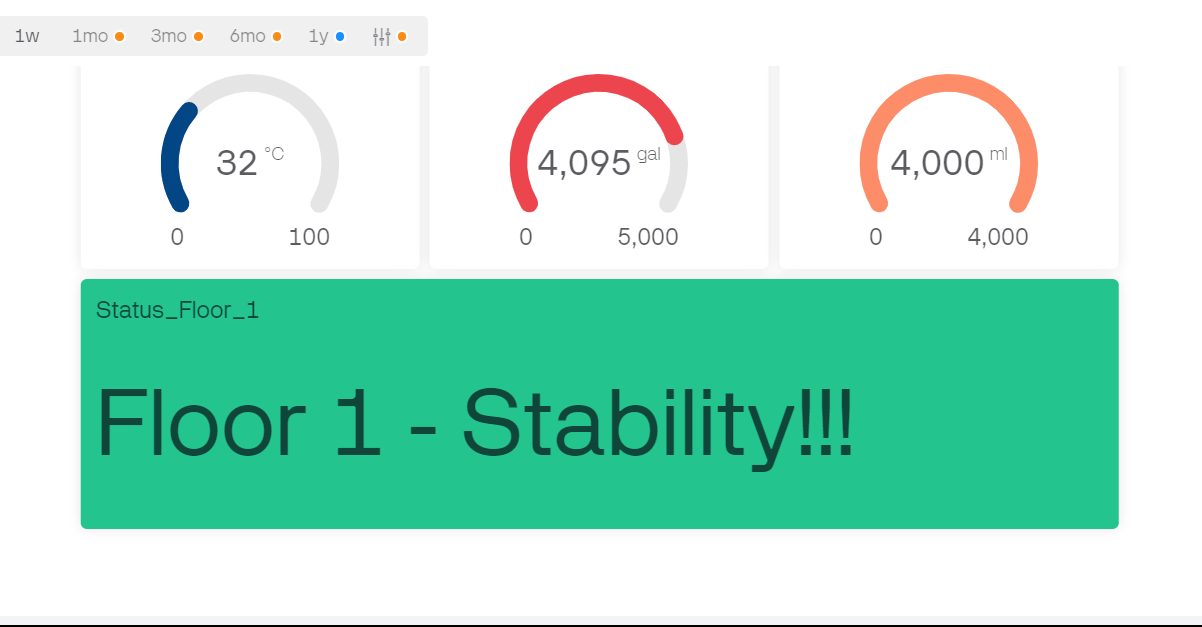 1w 1mo 3mo 6mo 1y
32 °C 4,095 gal 4,000 ml
0 100 0 5,000 0 4,000
Status_Floor_1
Floor 1 - Stability!!!